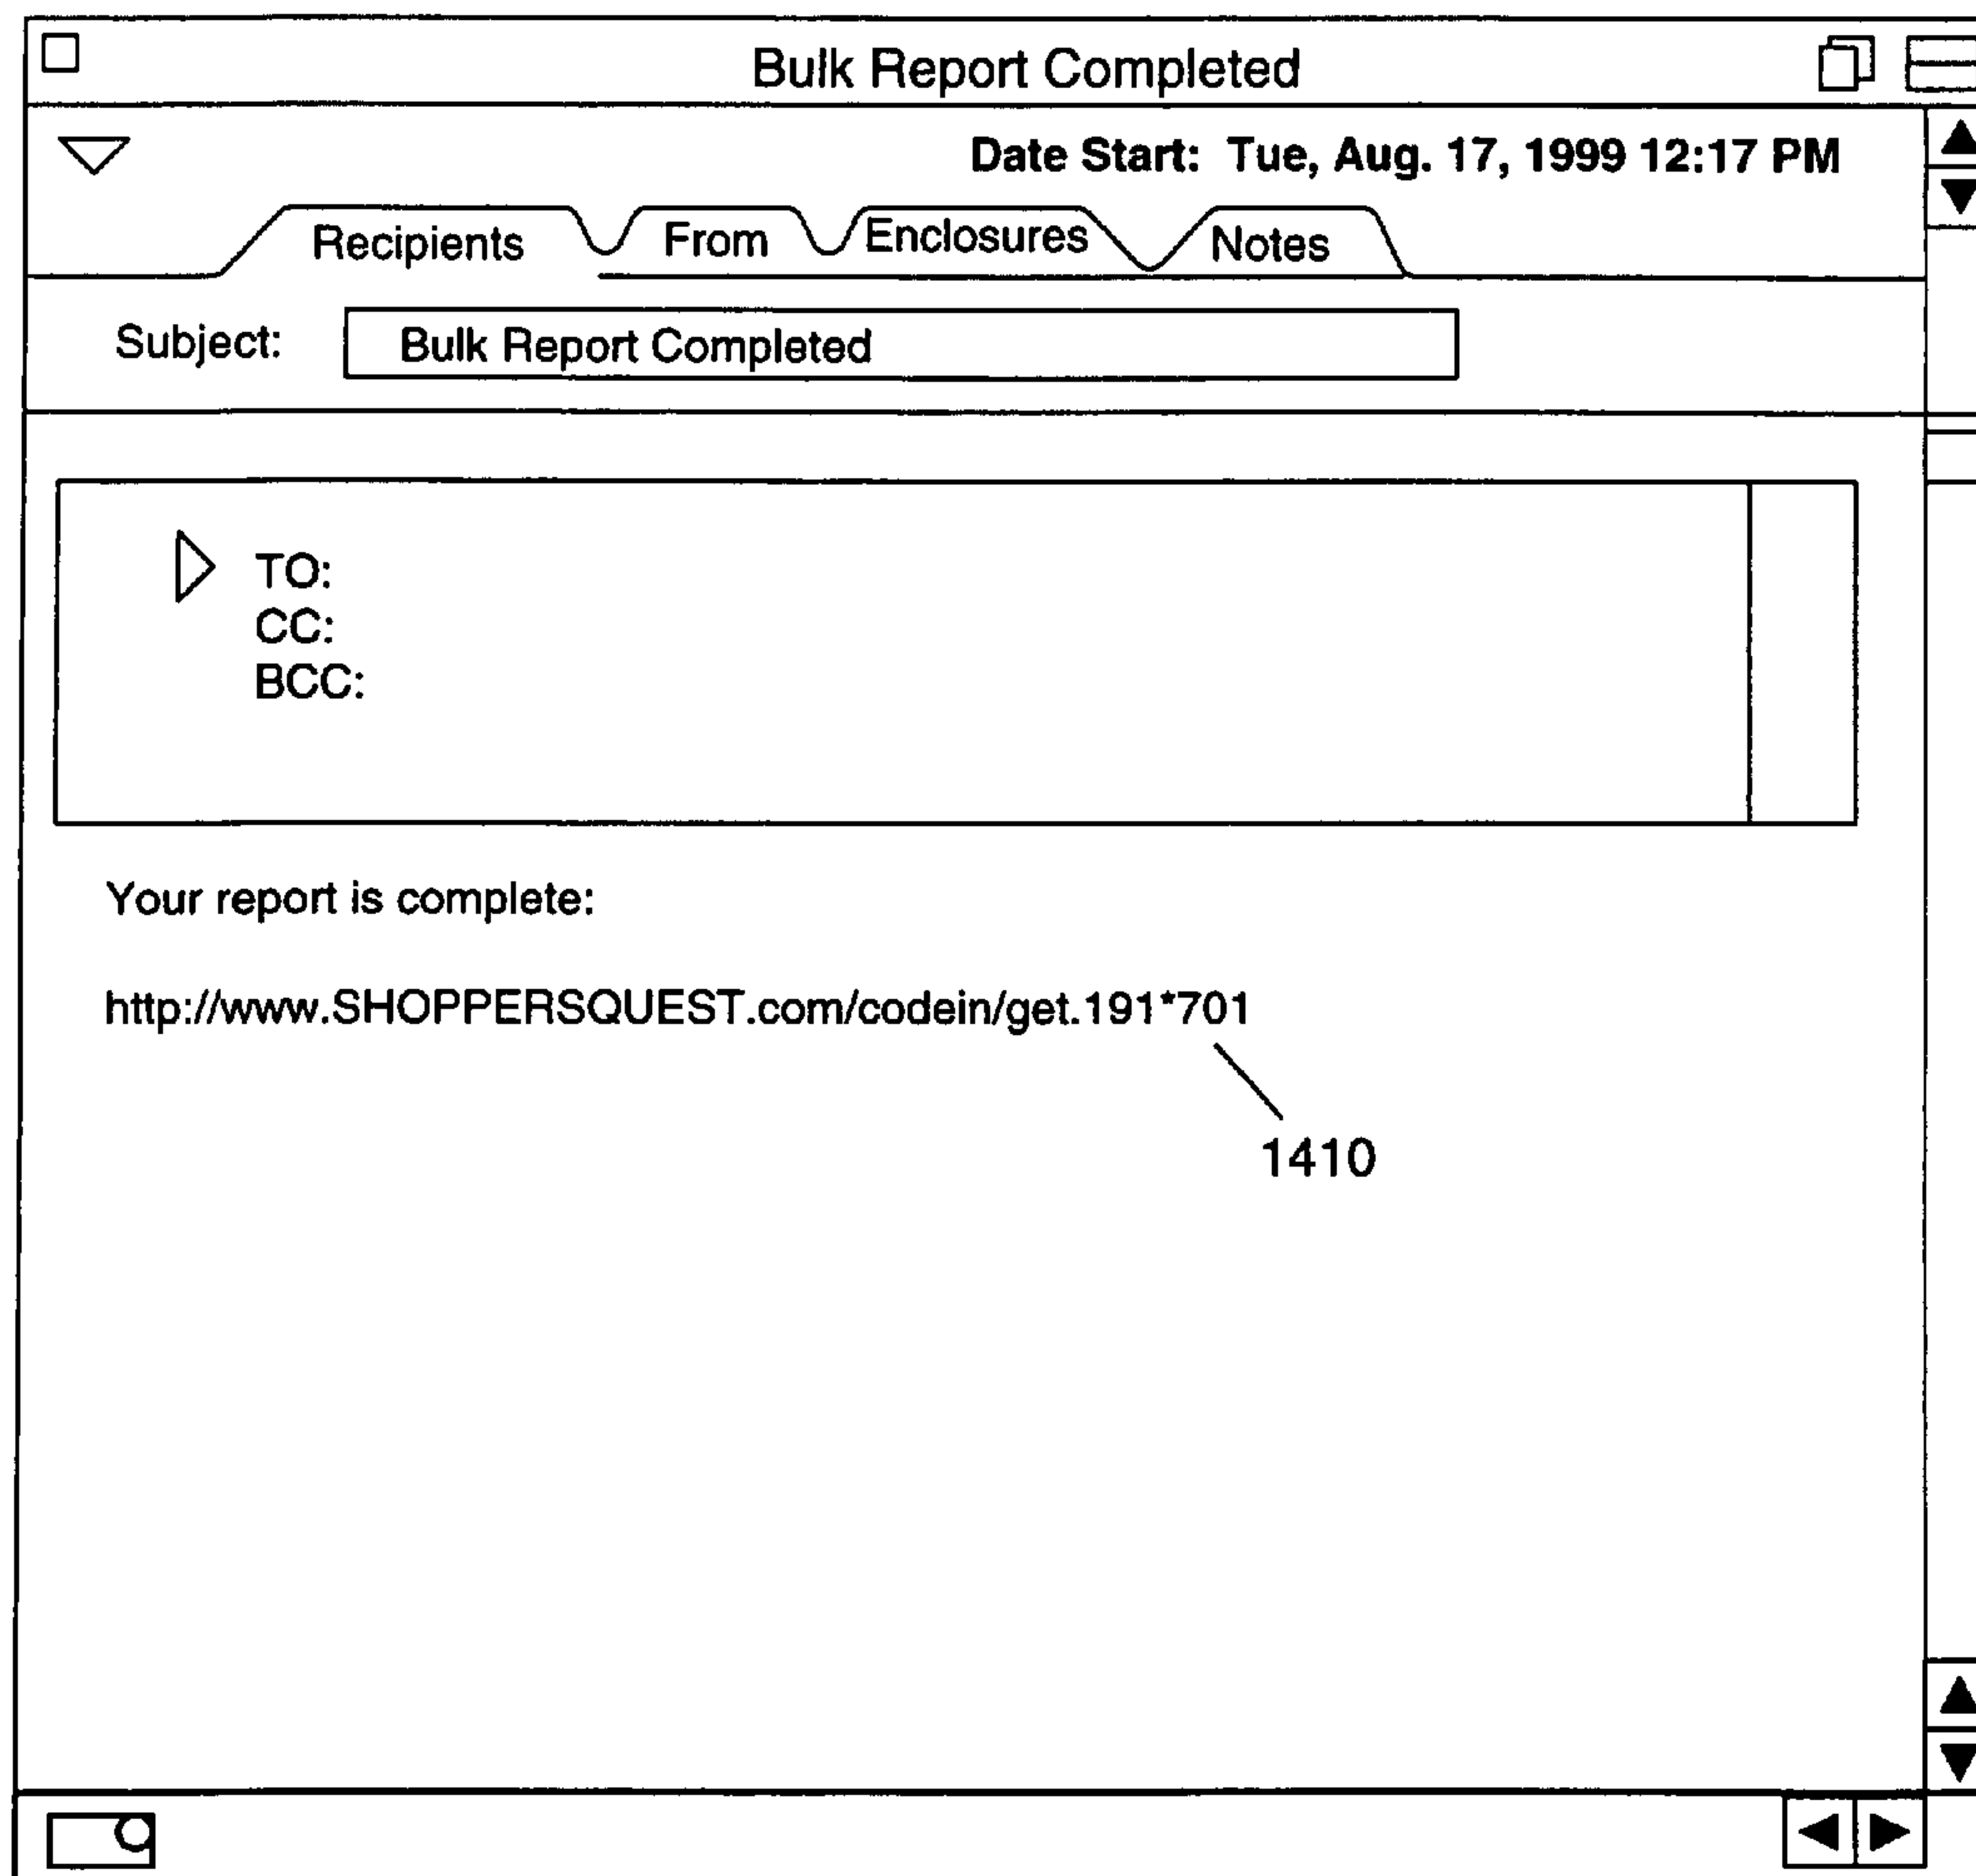 Bulk Report Completed
Date Start: Tue, Aug. 17, 1999 12:17 PM
Recipients From Enclosures Notes
Subject: Bulk Report Completed
TO:
CC:
BCC:
Your report is complete:
http://www.SHOPPERSQUEST.com/codein/get.191*701
1410